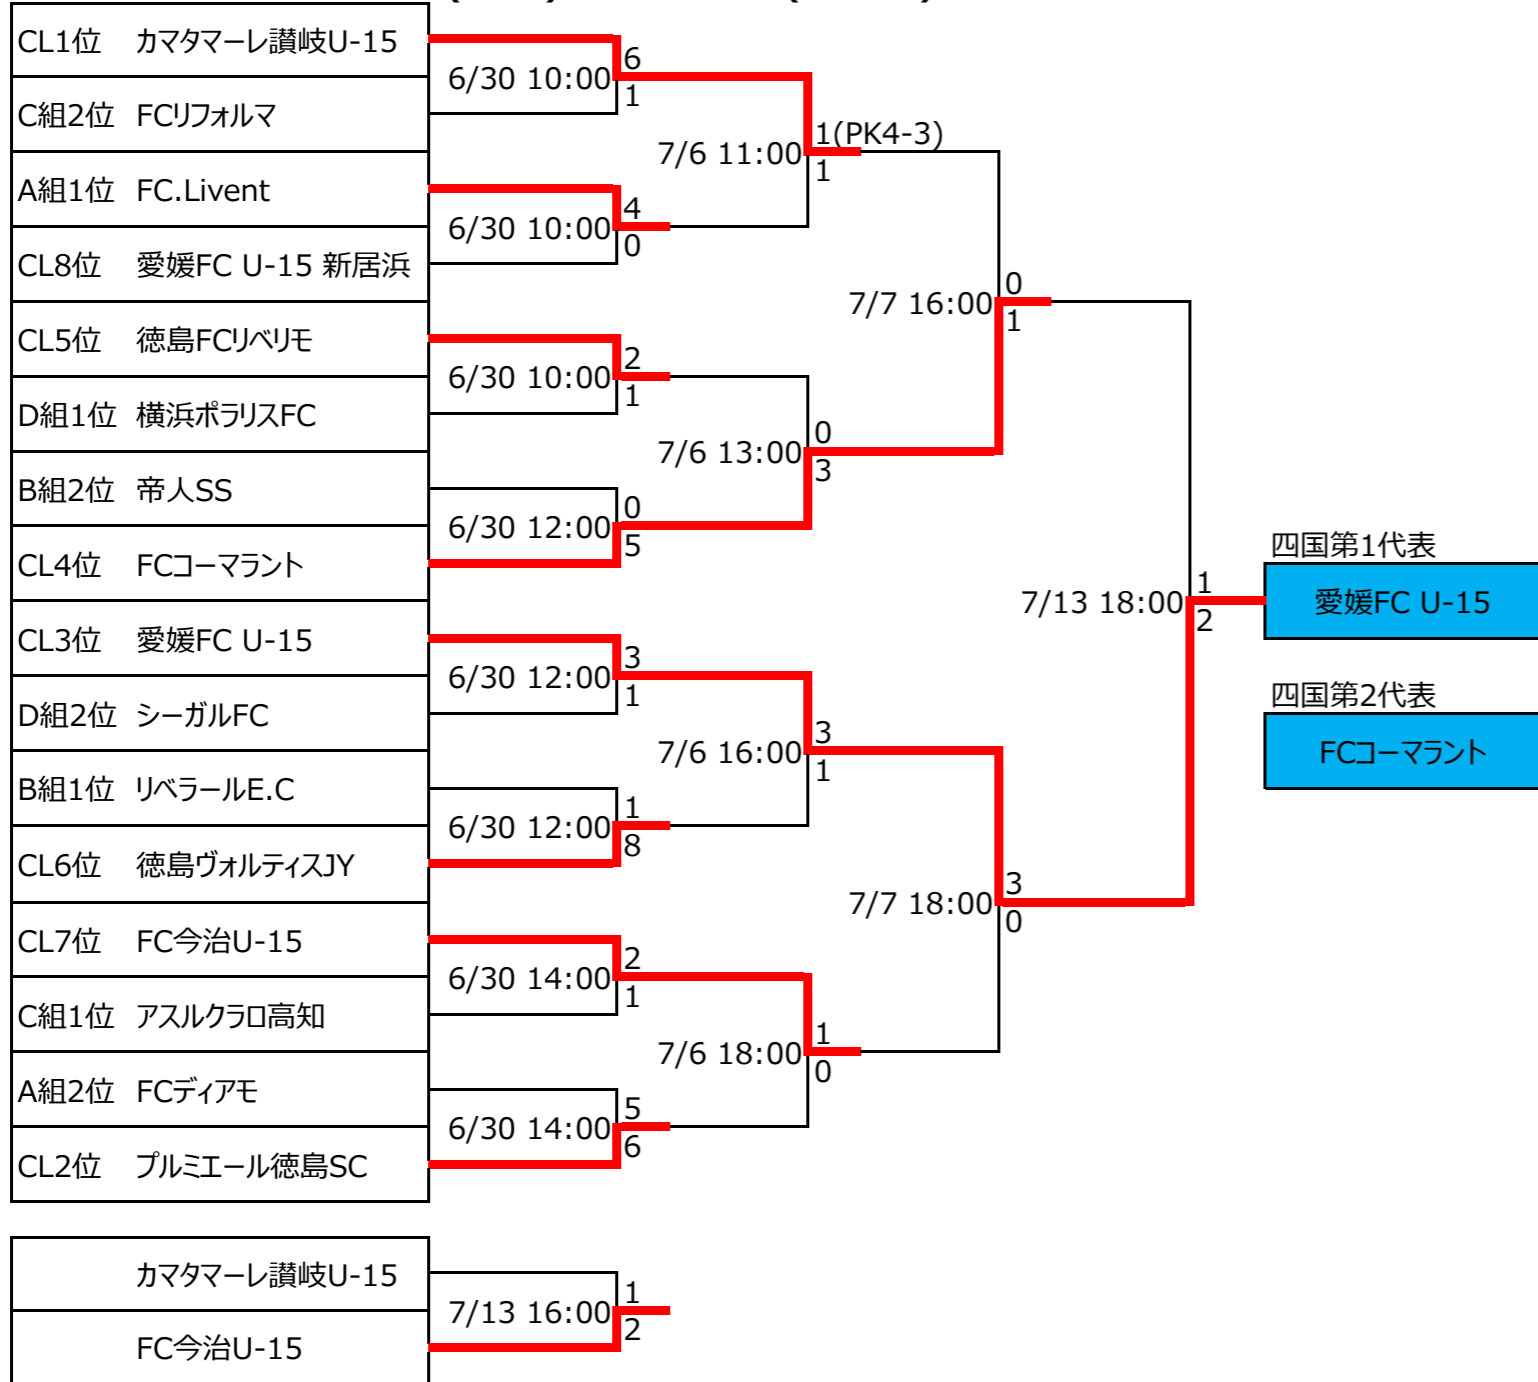 CL1位 カマタマーレ讃岐U-15
6/30 10:00
6
1
C組2位 FCリフォルマ
7/6 11:00
1(PK4-3)
1
A組1位 FC.Livent
6/30 10:00
4
0
CL8位 愛媛FC U-15 新居浜
7/7 16:00
0
1
CL5位 徳島FCリベリモ
6/30 10:00
2
1
D組1位 横浜ポラリスFC
7/6 13:00
0
3
B組2位 帝人SS
6/30 12:00
0
5
CL4位 FCコーマラント
四国第1代表
7/13 18:00
1
2
愛媛FC U-15
CL3位 愛媛FC U-15
6/30 12:00
3
1
四国第2代表
D組2位 シーガルFC
7/6 16:00
3
1
FCコーマラント
B組1位 リベラールE.C
6/30 12:00
1
8
CL6位 徳島ヴォルティスJY
7/7 18:00
3
0
CL7位 FC今治U-15
6/30 14:00
2
1
C組1位 アスルクラロ高知
7/6 18:00
1
0
A組2位 FCディアモ
6/30 14:00
5
6
CL2位 プルミエール徳島SC
カマタマーレ讃岐U-15
7/13 16:00
1
2
FC今治U-15